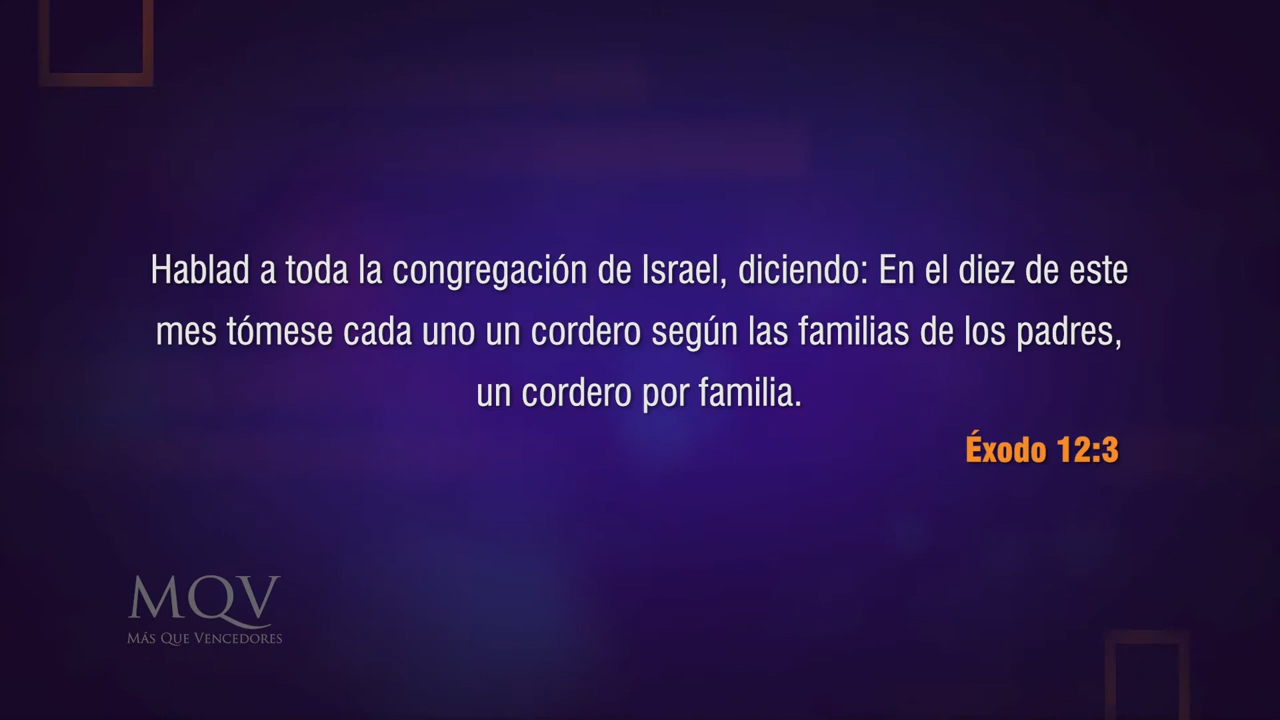 Hablad a toda la congregación de Israel, diciendo: En el diez de este
mes tómese cada uno un cordero según las familias de los padres,
un cordero por familia.
Éxodo 12:3
MQV
MÁS QUE VENCEDORES